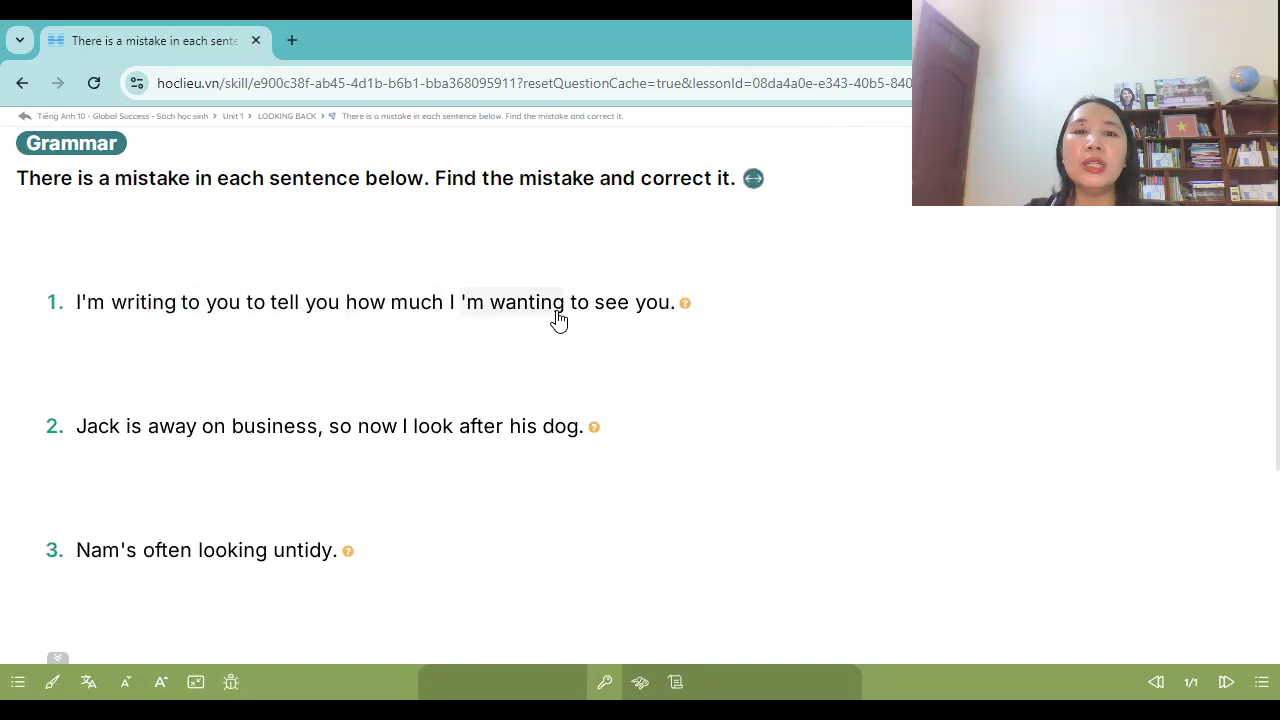 There is a mistake in each sente
hoclieu.vn/skill/e900c38f-ab45-4d1b-b6b1-bba368095911?resetQuestionCache=true&lessonId=08da4a0e-e343-40b5-840
Tiếng Anh 10 - Global Success - Sách học sinh > Unit 1 > LOOKING BACK > There is a mistake in each sentence below. Find the mistake and correct it.
Grammar
There is a mistake in each sentence below. Find the mistake and correct it.
1. I'm writing to you to tell you how much I 'm wanting to see you. ?
2. Jack is away on business, so now I look after his dog. ?
3. Nam's often looking untidy. ?
1/1